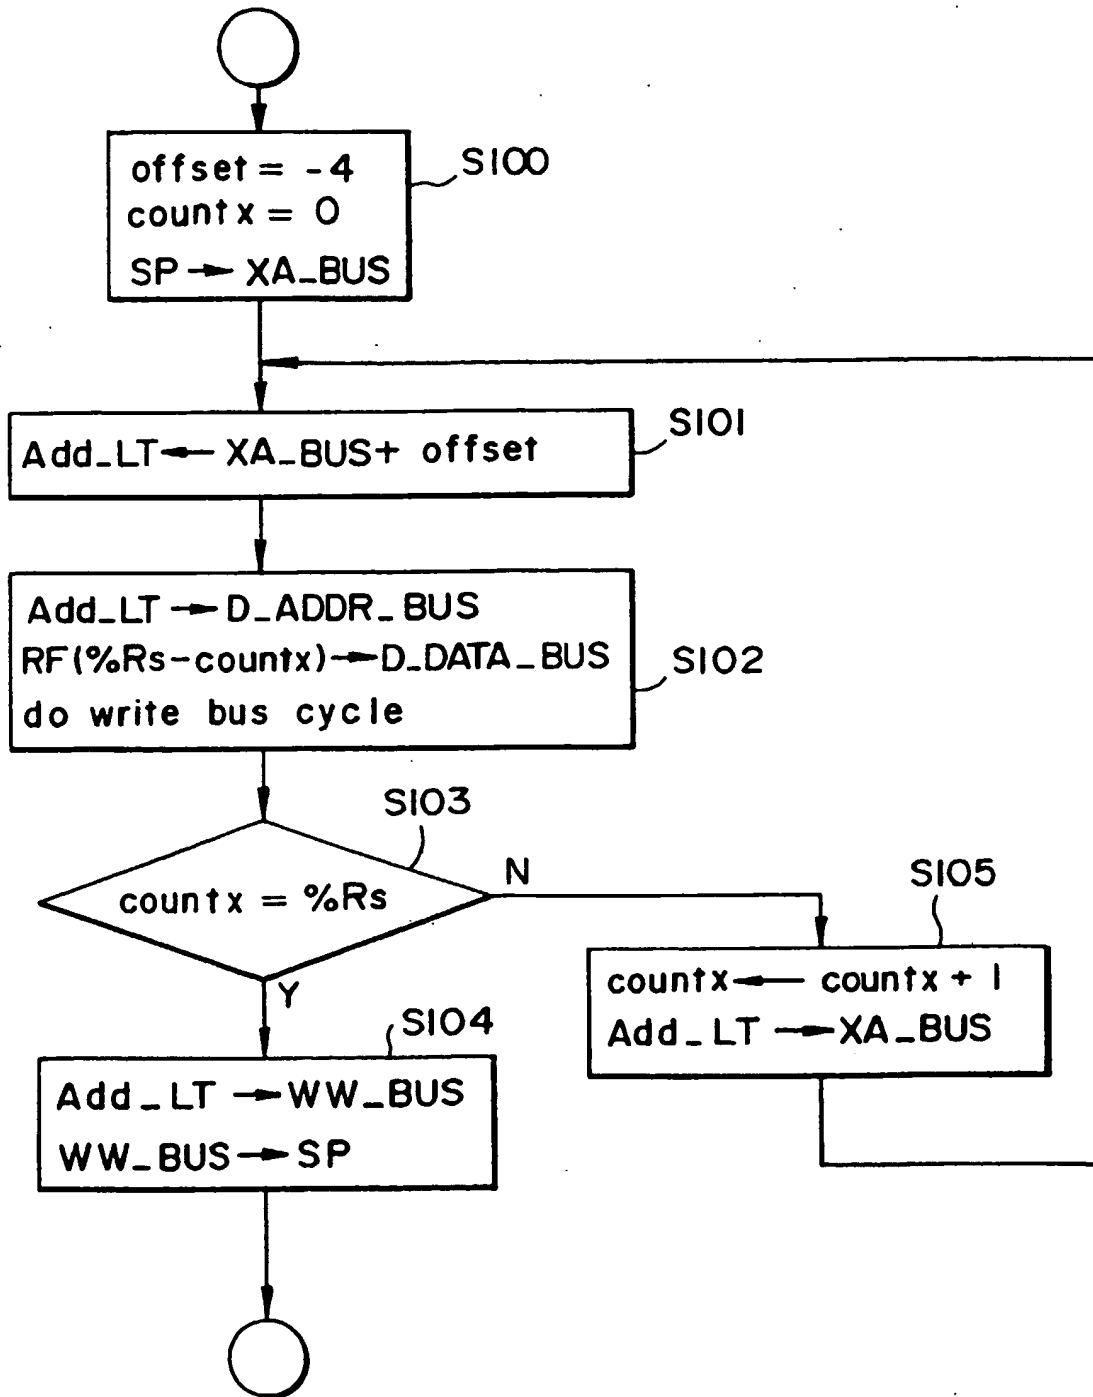 offset = -4
countx = 0
SP → XA_BUS
S100
Add_LT ← XA_BUS + offset
S101
Add_LT → D_ADDR_BUS
RF(%Rs-countx) → D_DATA_BUS
do write bus cycle
S102
S103
countx = %Rs
N
Y
S105
countx ← countx + 1
Add_LT → XA_BUS
S104
Add_LT → WW_BUS
WW_BUS → SP